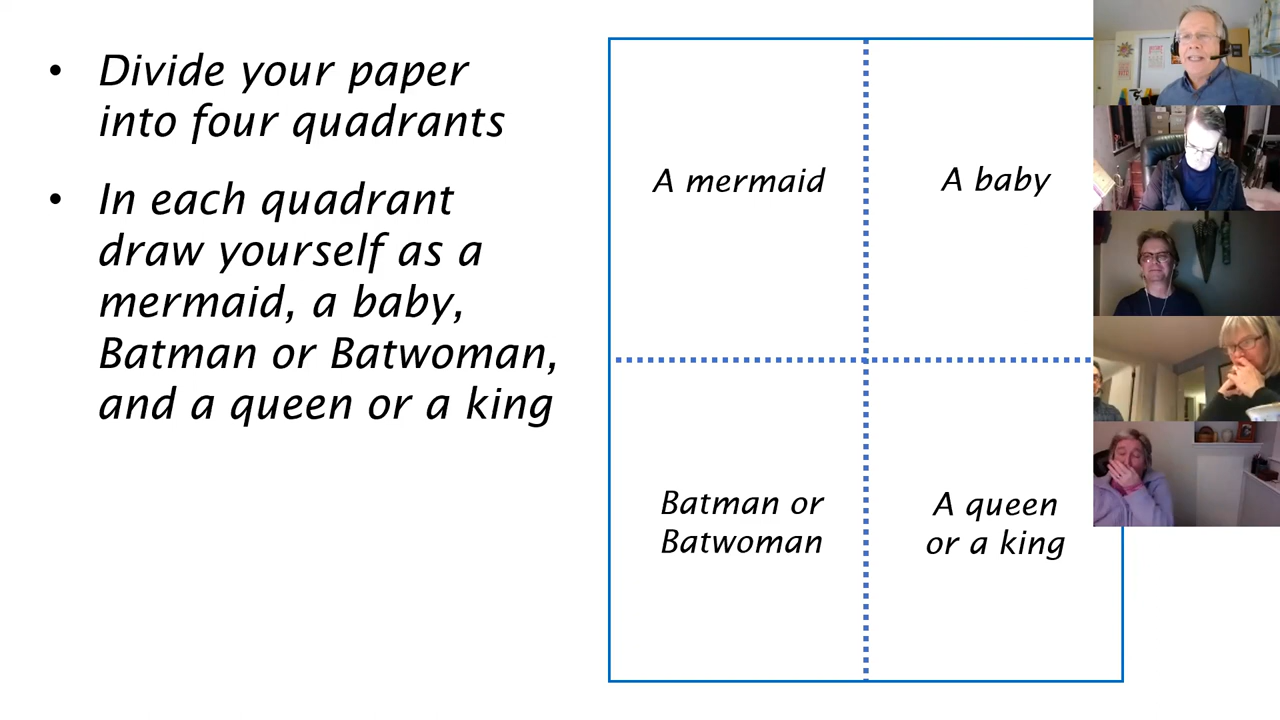 • Divide your paper
into four quadrants
• In each quadrant
draw yourself as a
mermaid, a baby,
Batman or Batwoman,
and a queen or a king
A mermaid
A baby
Batman or
Batwoman
A queen
or a king